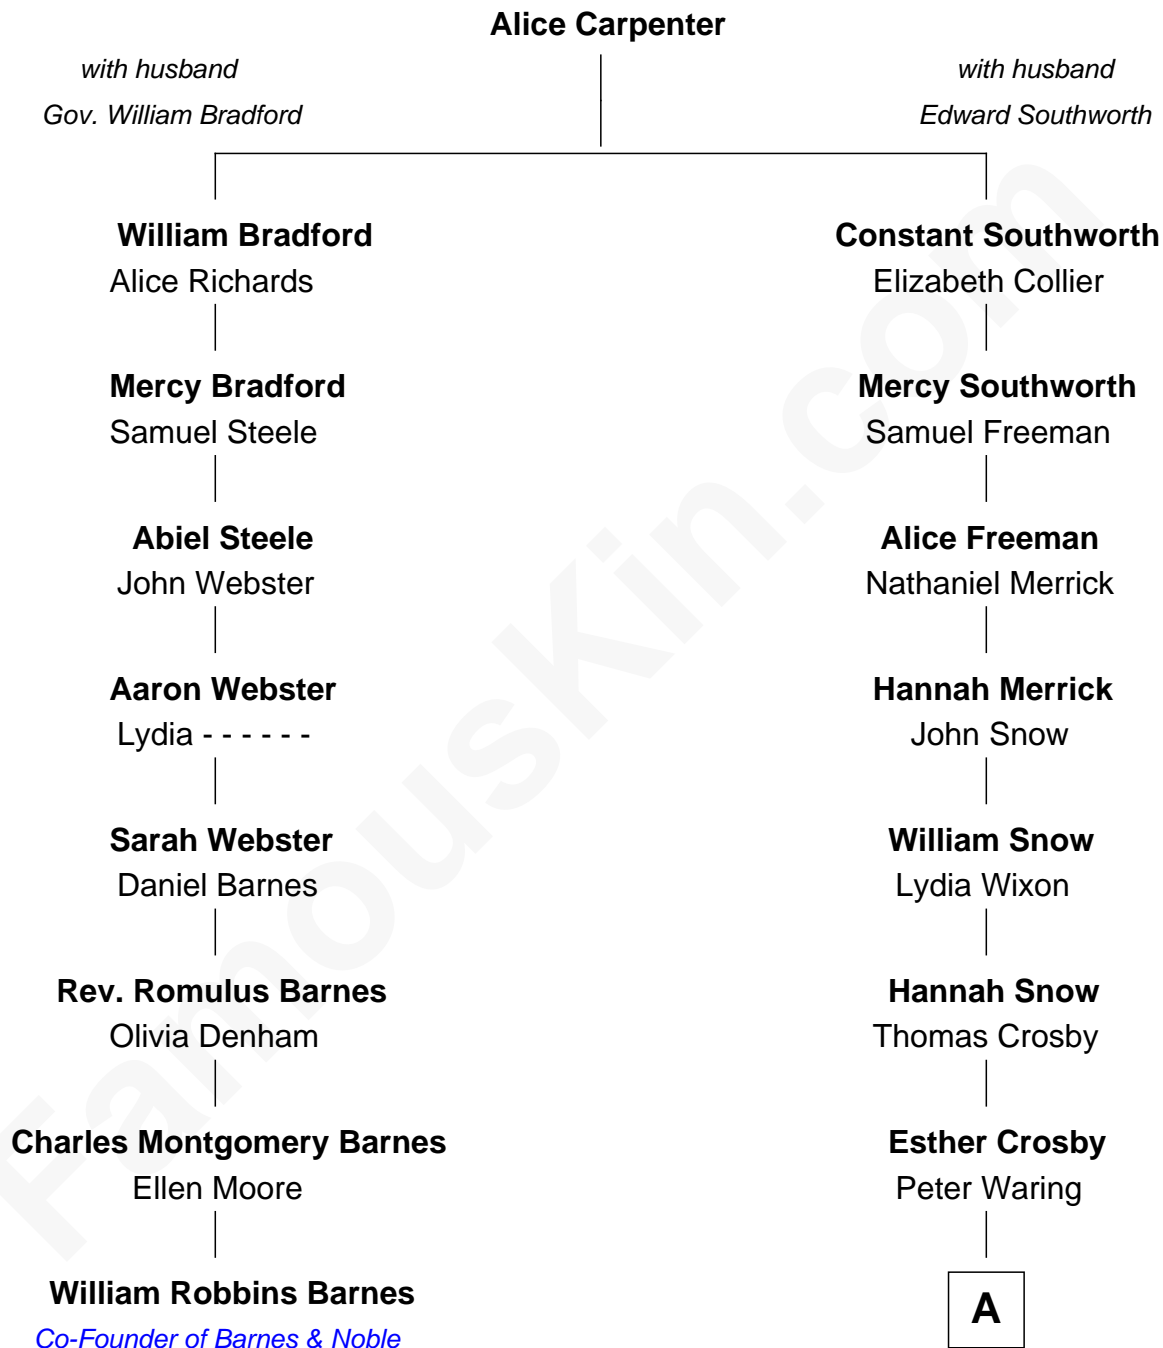 Alice Carpenter
with husband
Gov. William Bradford
with husband
Edward Southworth
William Bradford
Alice Richards
Constant Southworth
Elizabeth Collier
Mercy Bradford
Samuel Steele
Mercy Southworth
Samuel Freeman
Abiel Steele
John Webster
Alice Freeman
Nathaniel Merrick
Aaron Webster
Lydia - - - - - -
Hannah Merrick
John Snow
Sarah Webster
Daniel Barnes
William Snow
Lydia Wixon
Rev. Romulus Barnes
Olivia Denham
Hannah Snow
Thomas Crosby
Charles Montgomery Barnes
Ellen Moore
Esther Crosby
Peter Waring
William Robbins Barnes
Co-Founder of Barnes & Noble
A
FamousKin.com